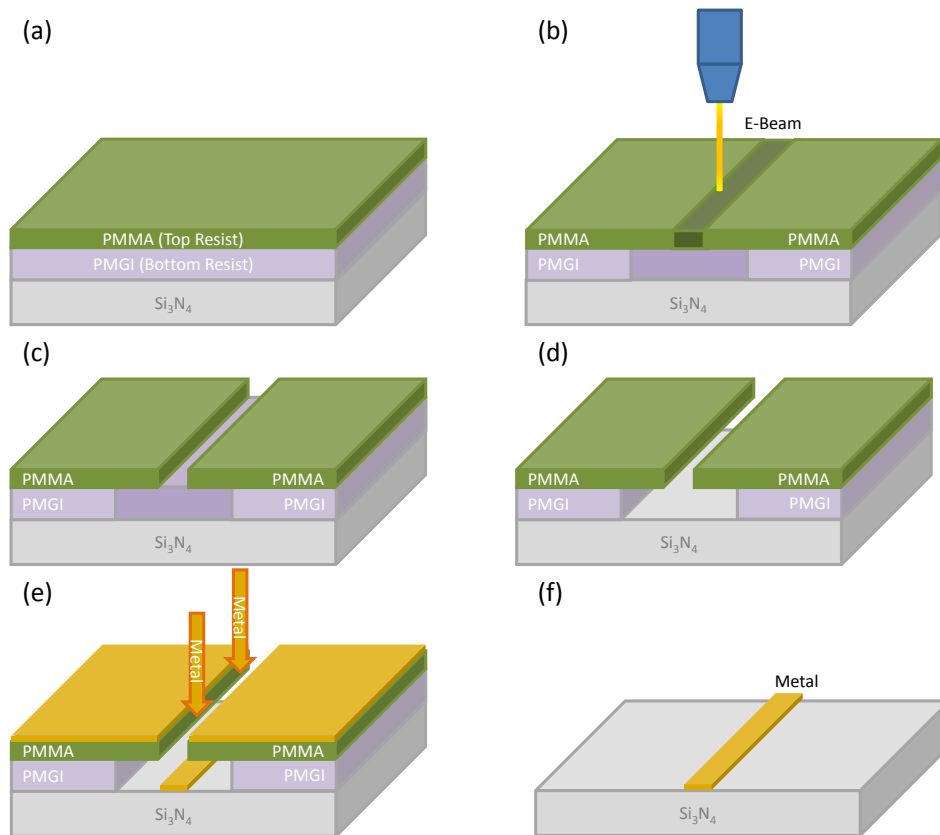 (a)
PMMA (Top Resist)
PMGI (Bottom Resist)
Si₃N₄
(b)
E-Beam
PMMA
PMMA
PMGI
PMGI
Si₃N₄
(c)
PMMA
PMMA
PMGI
PMGI
Si₃N₄
(d)
PMMA
PMMA
PMGI
PMGI
Si₃N₄
(e)
Metal
Metal
PMMA
PMMA
PMGI
PMGI
Si₃N₄
(f)
Metal
Si₃N₄